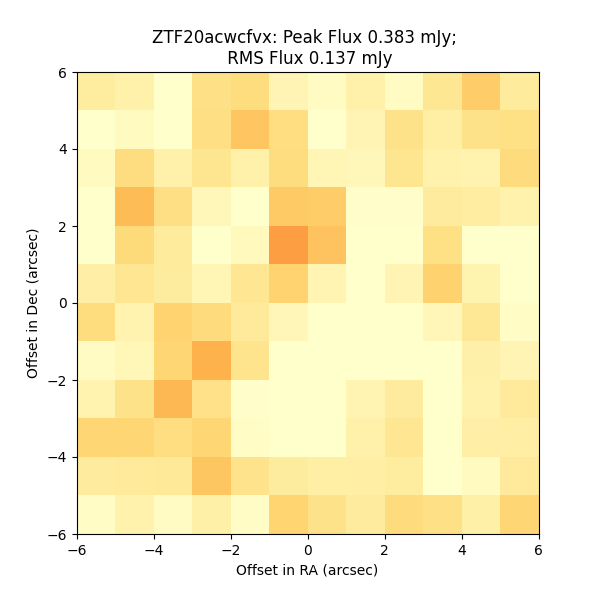 ZTF20acwcfvx: Peak Flux 0.383 mJy;
RMS Flux 0.137 mJy
6
4
2
0
−2
−4
−6
Offset in Dec (arcsec)
−6 −4 −2 0 2 4 6
Offset in RA (arcsec)